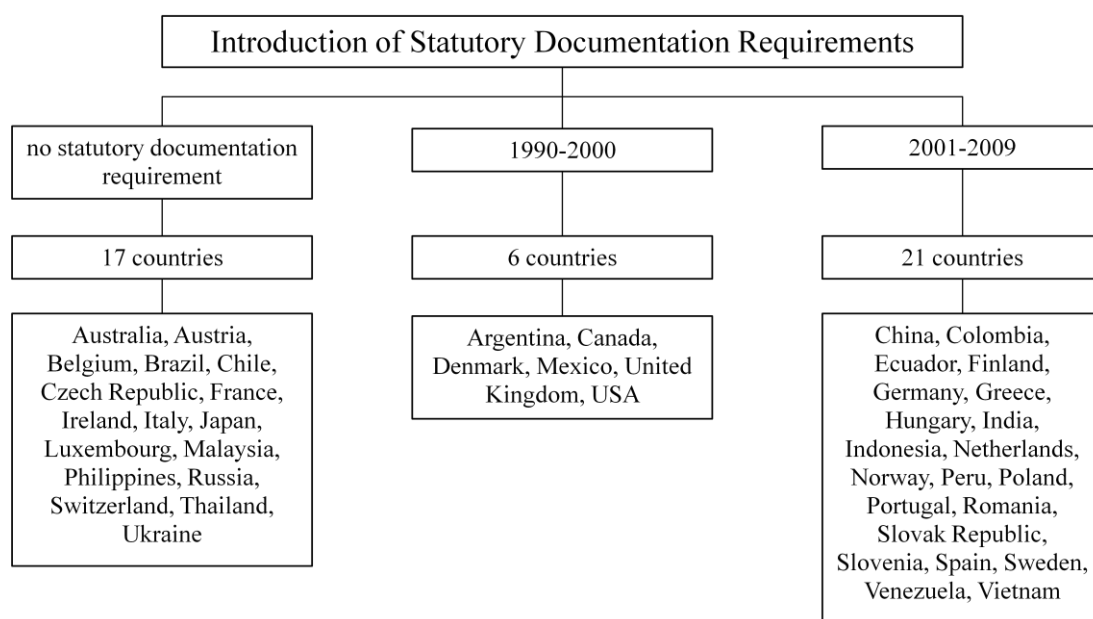 Introduction of Statutory Documentation Requirements
no statutory documentation
requirement
17 countries
Australia, Austria,
Belgium, Brazil, Chile,
Czech Republic, France,
Ireland, Italy, Japan,
Luxembourg, Malaysia,
Philippines, Russia,
Switzerland, Thailand,
Ukraine
1990-2000
6 countries
Argentina, Canada,
Denmark, Mexico, United
Kingdom, USA
2001-2009
21 countries
China, Colombia,
Ecuador, Finland,
Germany, Greece,
Hungary, India,
Indonesia, Netherlands,
Norway, Peru, Poland,
Portugal, Romania,
Slovak Republic,
Slovenia, Spain, Sweden,
Venezuela, Vietnam